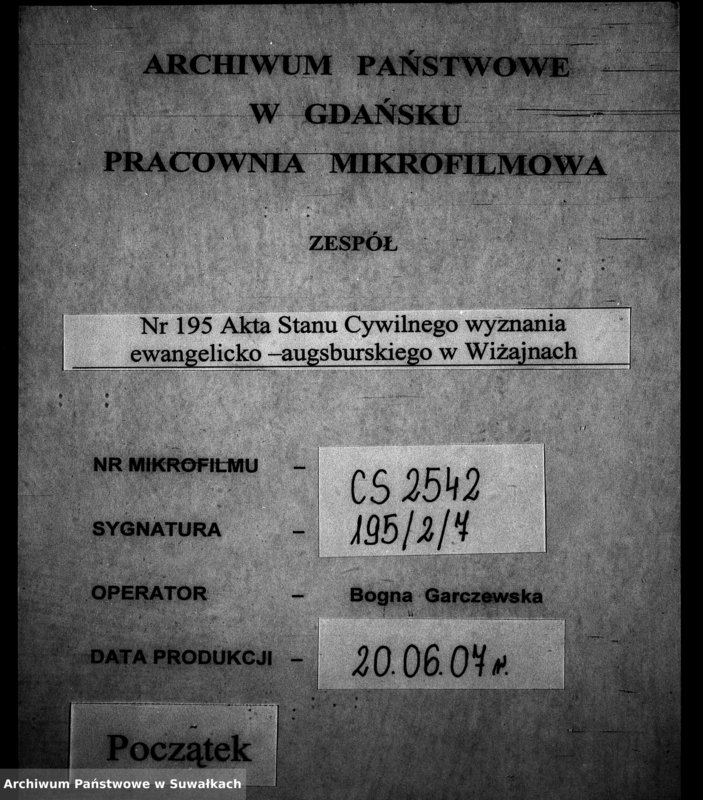 ARCHIWUM PAŃSTWOWE
W GDAŃSKU
PRACOWNIA MIKROFILMOWA
ZESPÓŁ
Nr 195 Akta Stanu Cywilnego wyznania
ewangelicko –augsburskiego w Wiżajnach
NR MIKROFILMU – CS 2542
SYGNATURA – 195/2/7
OPERATOR – Bogna Garczewska
DATA PRODUKCJI – 20.06.07 r.
Początek
Archiwum Państwowe w Suwałkach